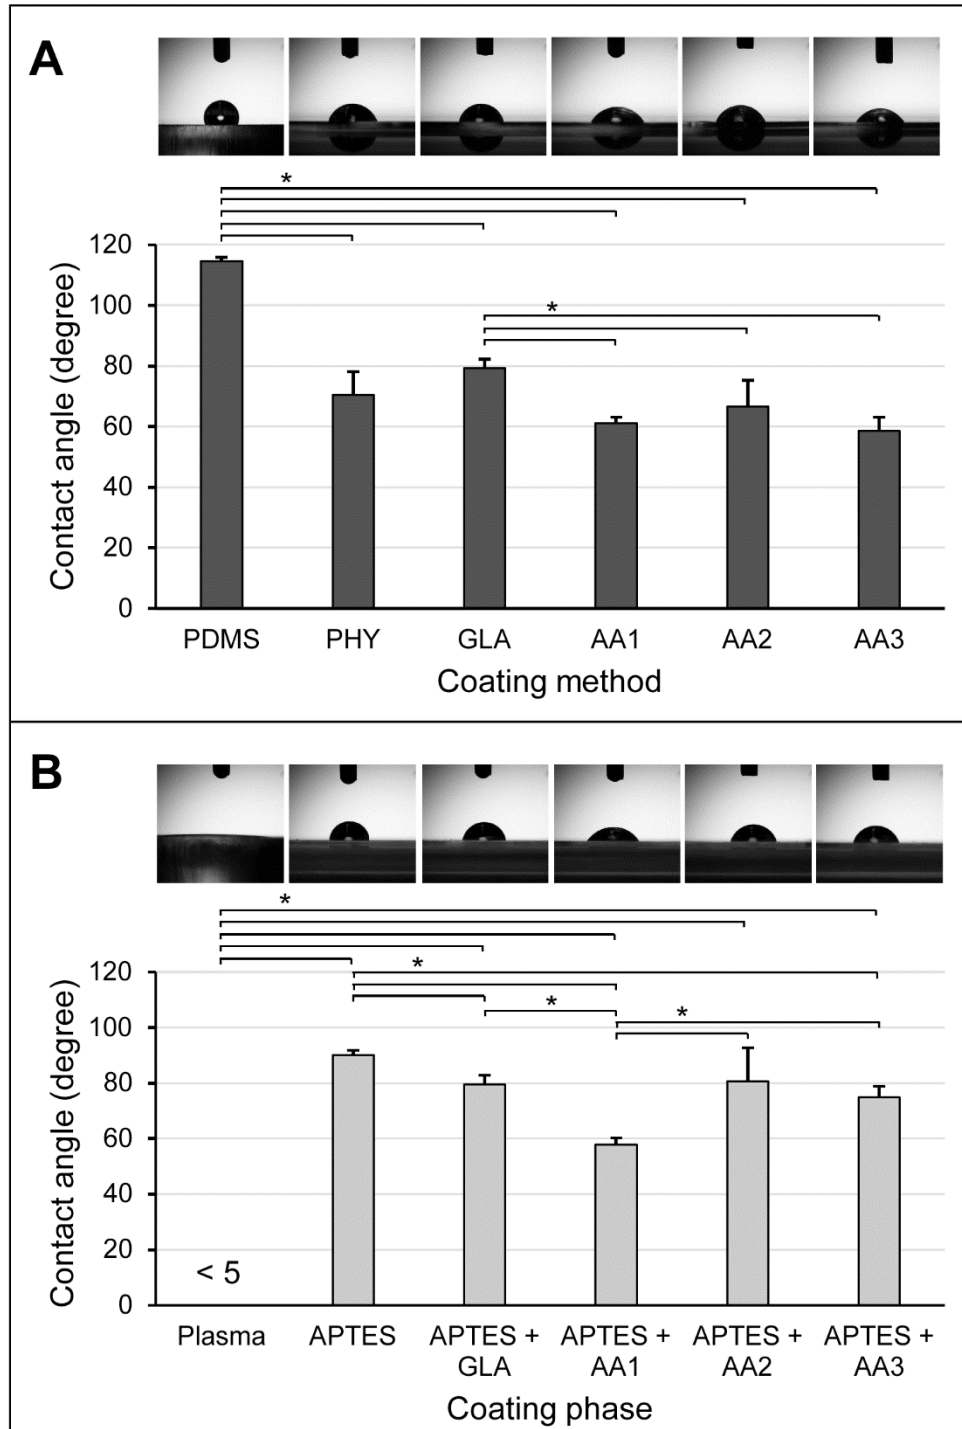 A
*
120
100
80
60
40
20
0
Contact angle (degree)
*
PDMS PHY GLA AA1 AA2 AA3
Coating method
B
*
*
*
*
120
100
80
60
40
20
0
Contact angle (degree)
< 5
Plasma APTES APTES + APTES + APTES + APTES +
GLA AA1 AA2 AA3
Coating phase